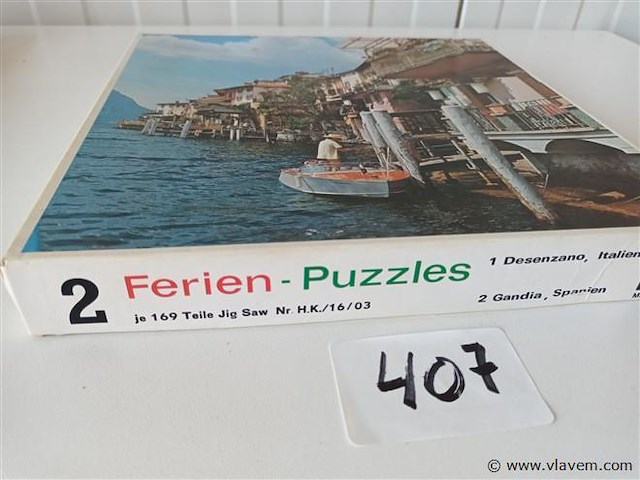 2 Ferien - Puzzles
je 169 Teile Jig Saw Nr. H.K./16/03
1 Desenzano, Italien
2 Gandia, Spanien
407
© www.vlavem.com